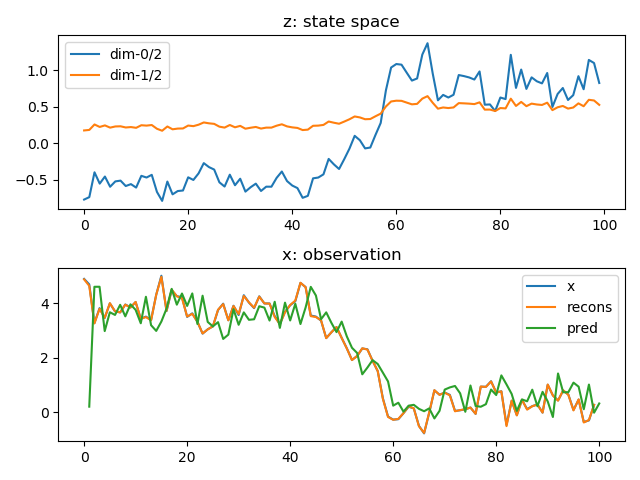 z: state space
dim-0/2
dim-1/2
1.0
0.5
0.0
−0.5
0 20 40 60 80 100
x: observation
x
recons
pred
4
2
0
0 20 40 60 80 100